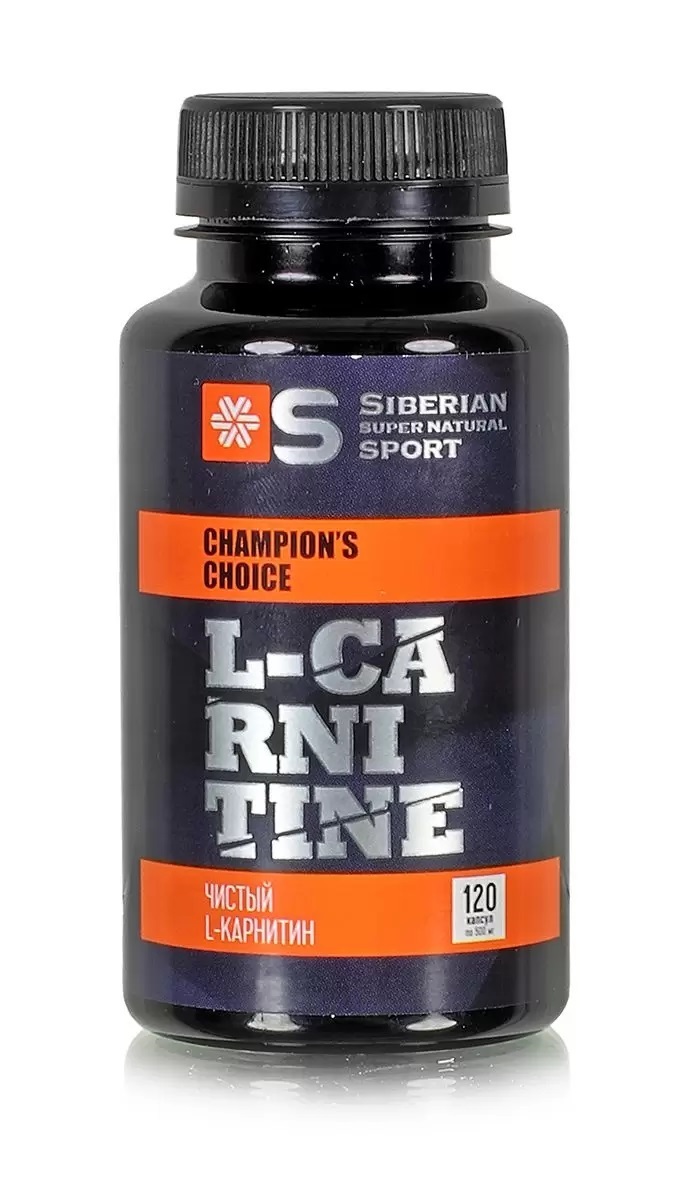 S
SIBERIAN
SUPER NATURAL
SPORT
CHAMPION'S
CHOICE
L-CA
RNI
TINE
ЧИСТЫЙ
L-КАРНИТИН
120
капсул
по 500 мг